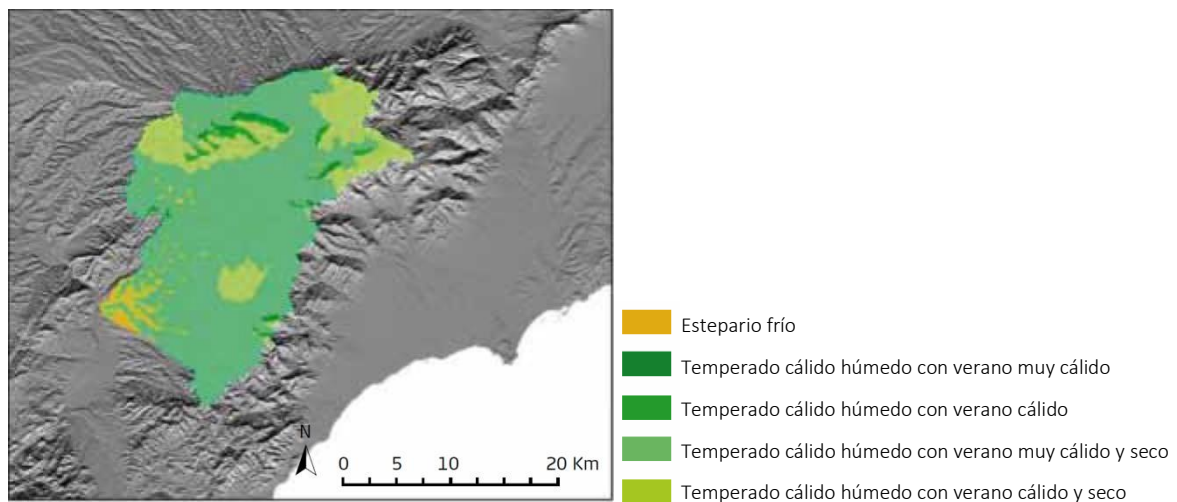 N
0 5 10 20 Km
Estepario frío
Temperado cálido húmedo con verano muy cálido
Temperado cálido húmedo con verano cálido
Temperado cálido húmedo con verano muy cálido y seco
Temperado cálido húmedo con verano cálido y seco